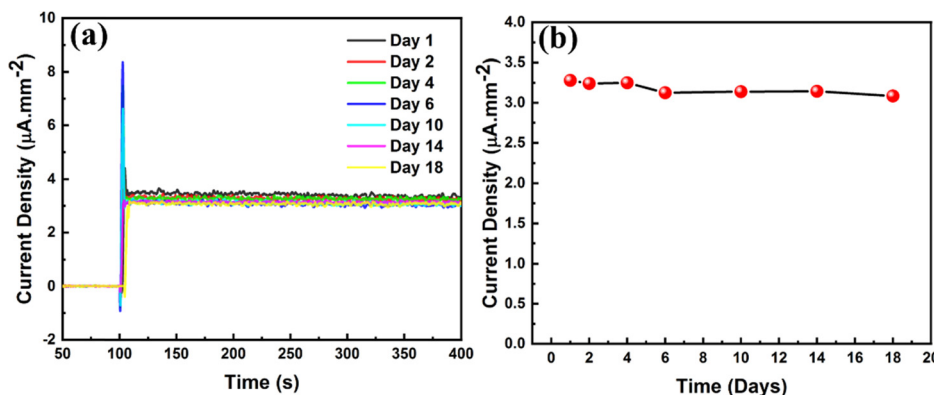 (a)
Current Density (µA.mm⁻²)
10
8
6
4
2
0
-2
Day 1
Day 2
Day 4
Day 6
Day 10
Day 14
Day 18
50 100 150 200 250 300 350 400
Time (s)
(b)
Current Density (µA.mm⁻²)
4.0
3.5
3.0
2.5
2.0
1.5
1.0
0.5
0.0
0 2 4 6 8 10 12 14 16 18 20
Time (Days)